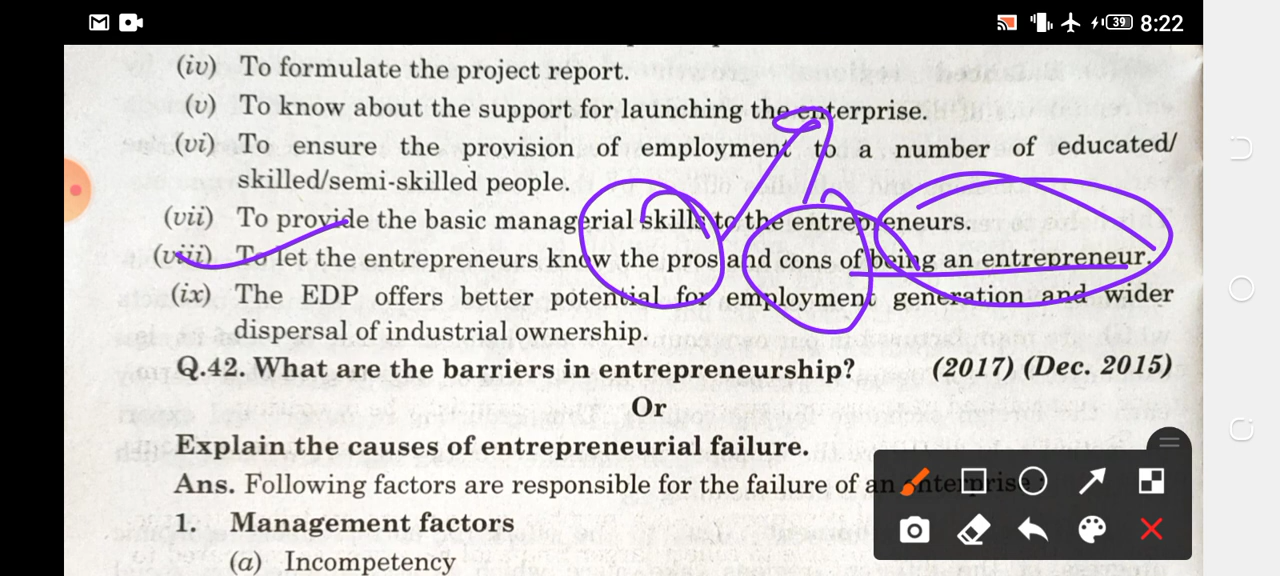 39 8:22
(iv) To formulate the project report.
(v) To know about the support for launching the enterprise.
(vi) To ensure the provision of employment to a number of educated/
skilled/semi-skilled people.
(vii) To provide the basic managerial skills to the entrepreneurs.
(viii) To let the entrepreneurs know the pros and cons of being an entrepreneur.
(ix) The EDP offers better potential for employment generation and wider
dispersal of industrial ownership.
Q.42. What are the barriers in entrepreneurship? (2017) (Dec. 2015)
Or
Explain the causes of entrepreneurial failure.
Ans. Following factors are responsible for the failure of an enterprise
1. Management factors
(a) Incompetency